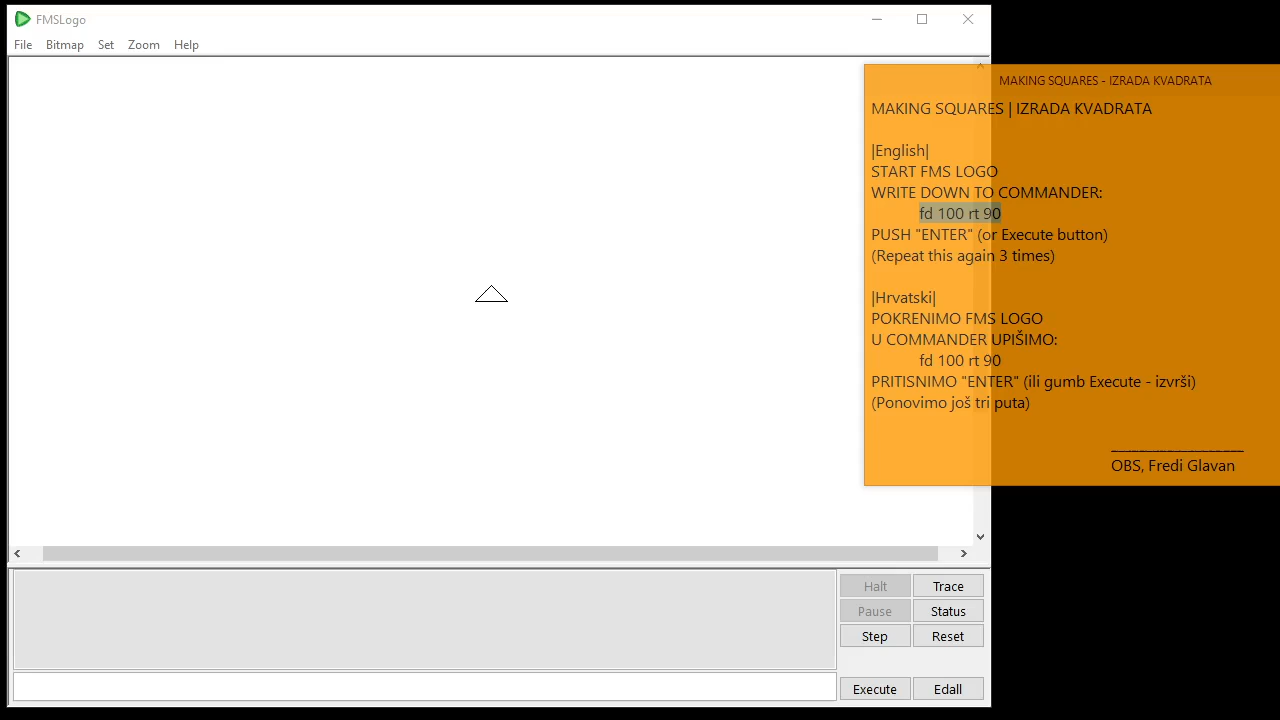 FMSLogo
File Bitmap Set Zoom Help
MAKING SQUARES - IZRADA KVADRATA
MAKING SQUARES | IZRADA KVADRATA
|English|
START FMS LOGO
WRITE DOWN TO COMMANDER:
fd 100 rt 90
PUSH "ENTER" (or Execute button)
(Repeat this again 3 times)
|Hrvatski|
POKRENIMO FMS LOGO
U COMMANDER UPIŠIMO:
fd 100 rt 90
PRITISNIMO "ENTER" (ili gumb Execute - izvrši)
(Ponovimo još tri puta)
OBS, Fredi Glavan
Halt Trace
Pause Status
Step Reset
Execute Edall